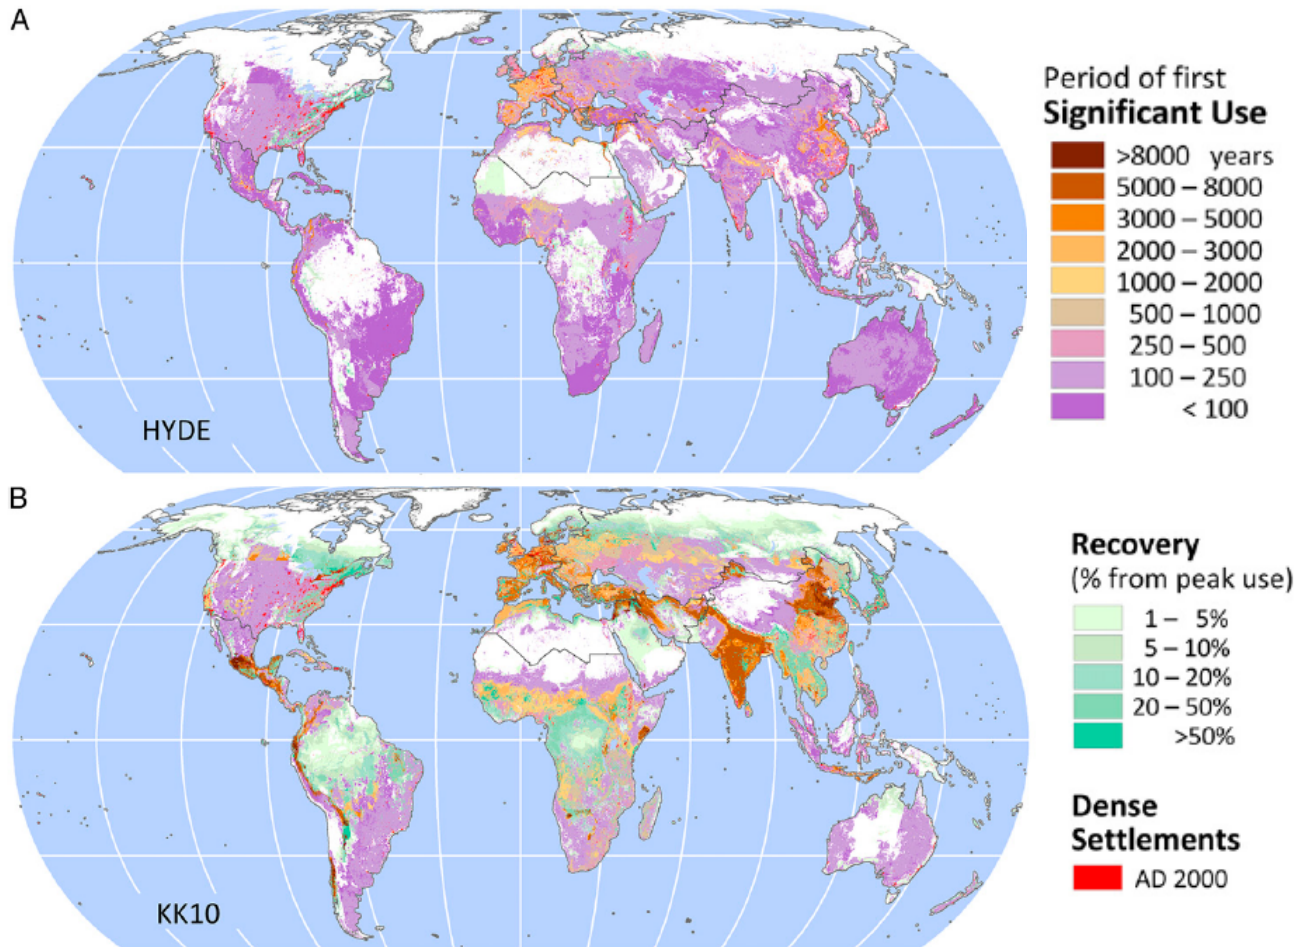 A
HYDE
Period of first
Significant Use
>8000 years
5000 – 8000
3000 – 5000
2000 – 3000
1000 – 2000
500 – 1000
250 – 500
100 – 250
< 100
B
KK10
Recovery
(% from peak use)
1 – 5%
5 – 10%
10 – 20%
20 – 50%
>50%
Dense
Settlements
AD 2000